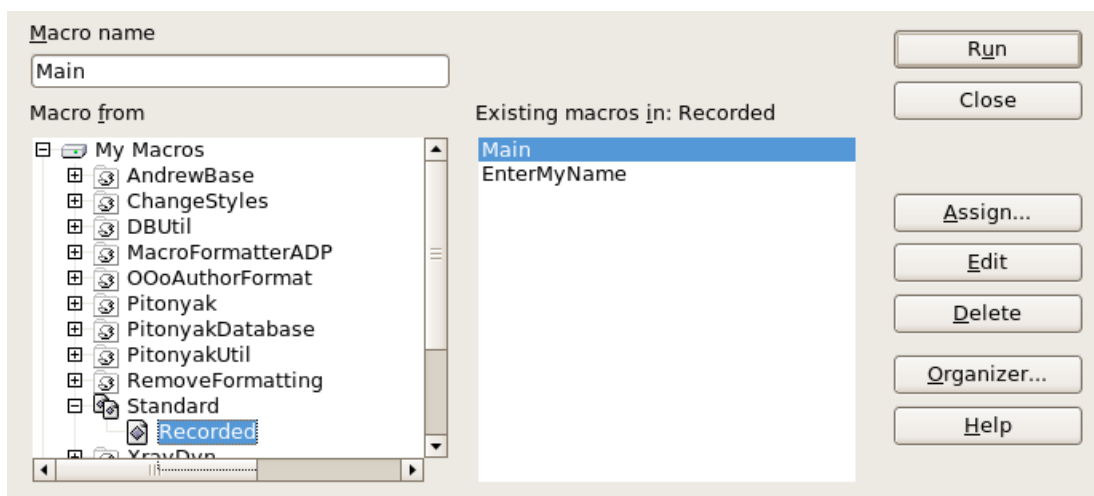 Macro name
Main
Macro from
My Macros
AndrewBase
ChangeStyles
DBUtil
MacroFormatterADP
OOoAuthorFormat
Pitonyak
PitonyakDatabase
PitonyakUtil
RemoveFormatting
Standard
Recorded
XrayDyn
Existing macros in: Recorded
Main
EnterMyName
Run
Close
Assign...
Edit
Delete
Organizer...
Help